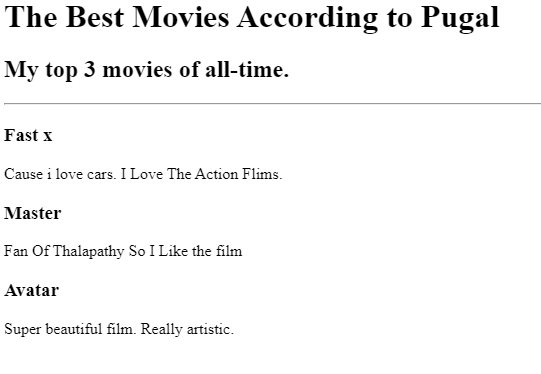 The Best Movies According to Pugal
My top 3 movies of all-time.
Fast x
Cause i love cars. I Love The Action Flims.
Master
Fan Of Thalapathy So I Like the film
Avatar
Super beautiful film. Really artistic.